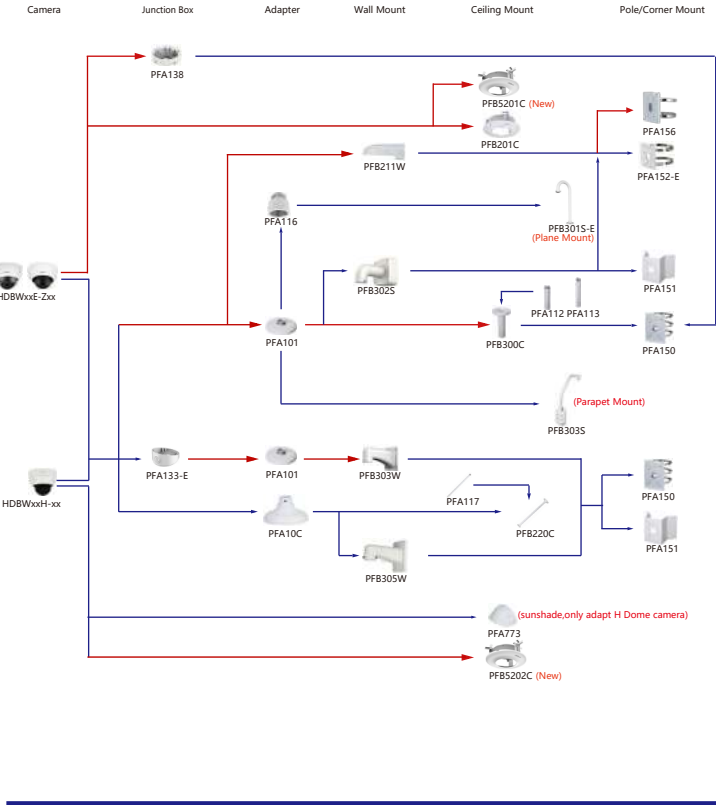 Camera Junction Box Adapter Wall Mount Ceiling Mount Pole/Corner Mount
PFA138
PFB5201C (New)
PFA156
PFB201C
PFB211W
PFA152-E
PFA116
PFB301S-E
(Plane Mount)
PFB302S
PFA151
HDBWxxE-Zxx
PFA112 PFA113
PFA101
PFB300C
PFA150
(Parapet Mount)
PFB303S
PFA133-E
PFA101
PFB303W
HDBWxxH-xx
PFA117
PFA150
PFA10C
PFB220C
PFA151
PFB305W
(sunshade,only adapt H Dome camera)
PFA773
PFB5202C (New)